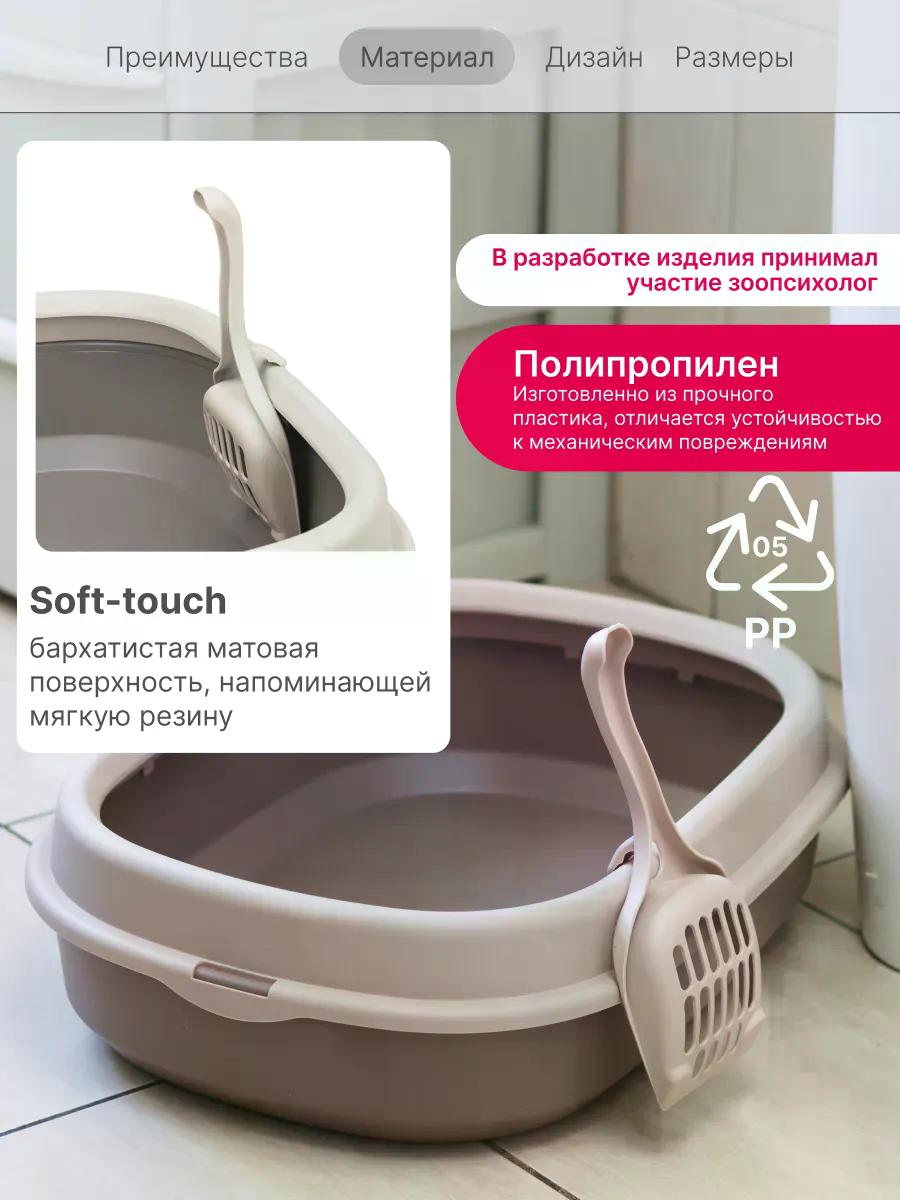 Преимущества Материал Дизайн Размеры
В разработке изделия принимал
участие зоопсихолог
Полипропилен
Изготовленно из прочного
пластика, отличается устойчивостью
к механическим повреждениям
05
PP
Soft-touch
бархатистая матовая
поверхность, напоминающей
мягкую резину